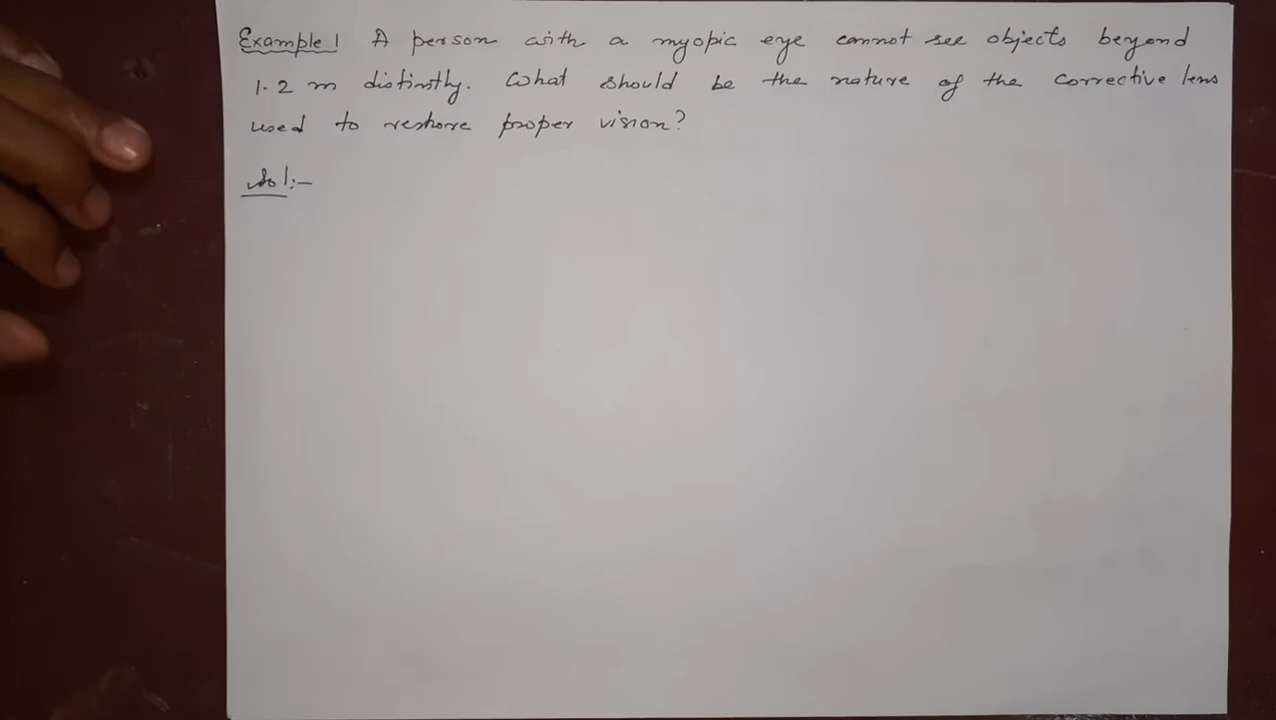 Example 1 A person with a myopic eye cannot see objects beyond
1.2 m distinctly. What should be the nature of the corrective lens
used to restore proper vision?
Sol:-